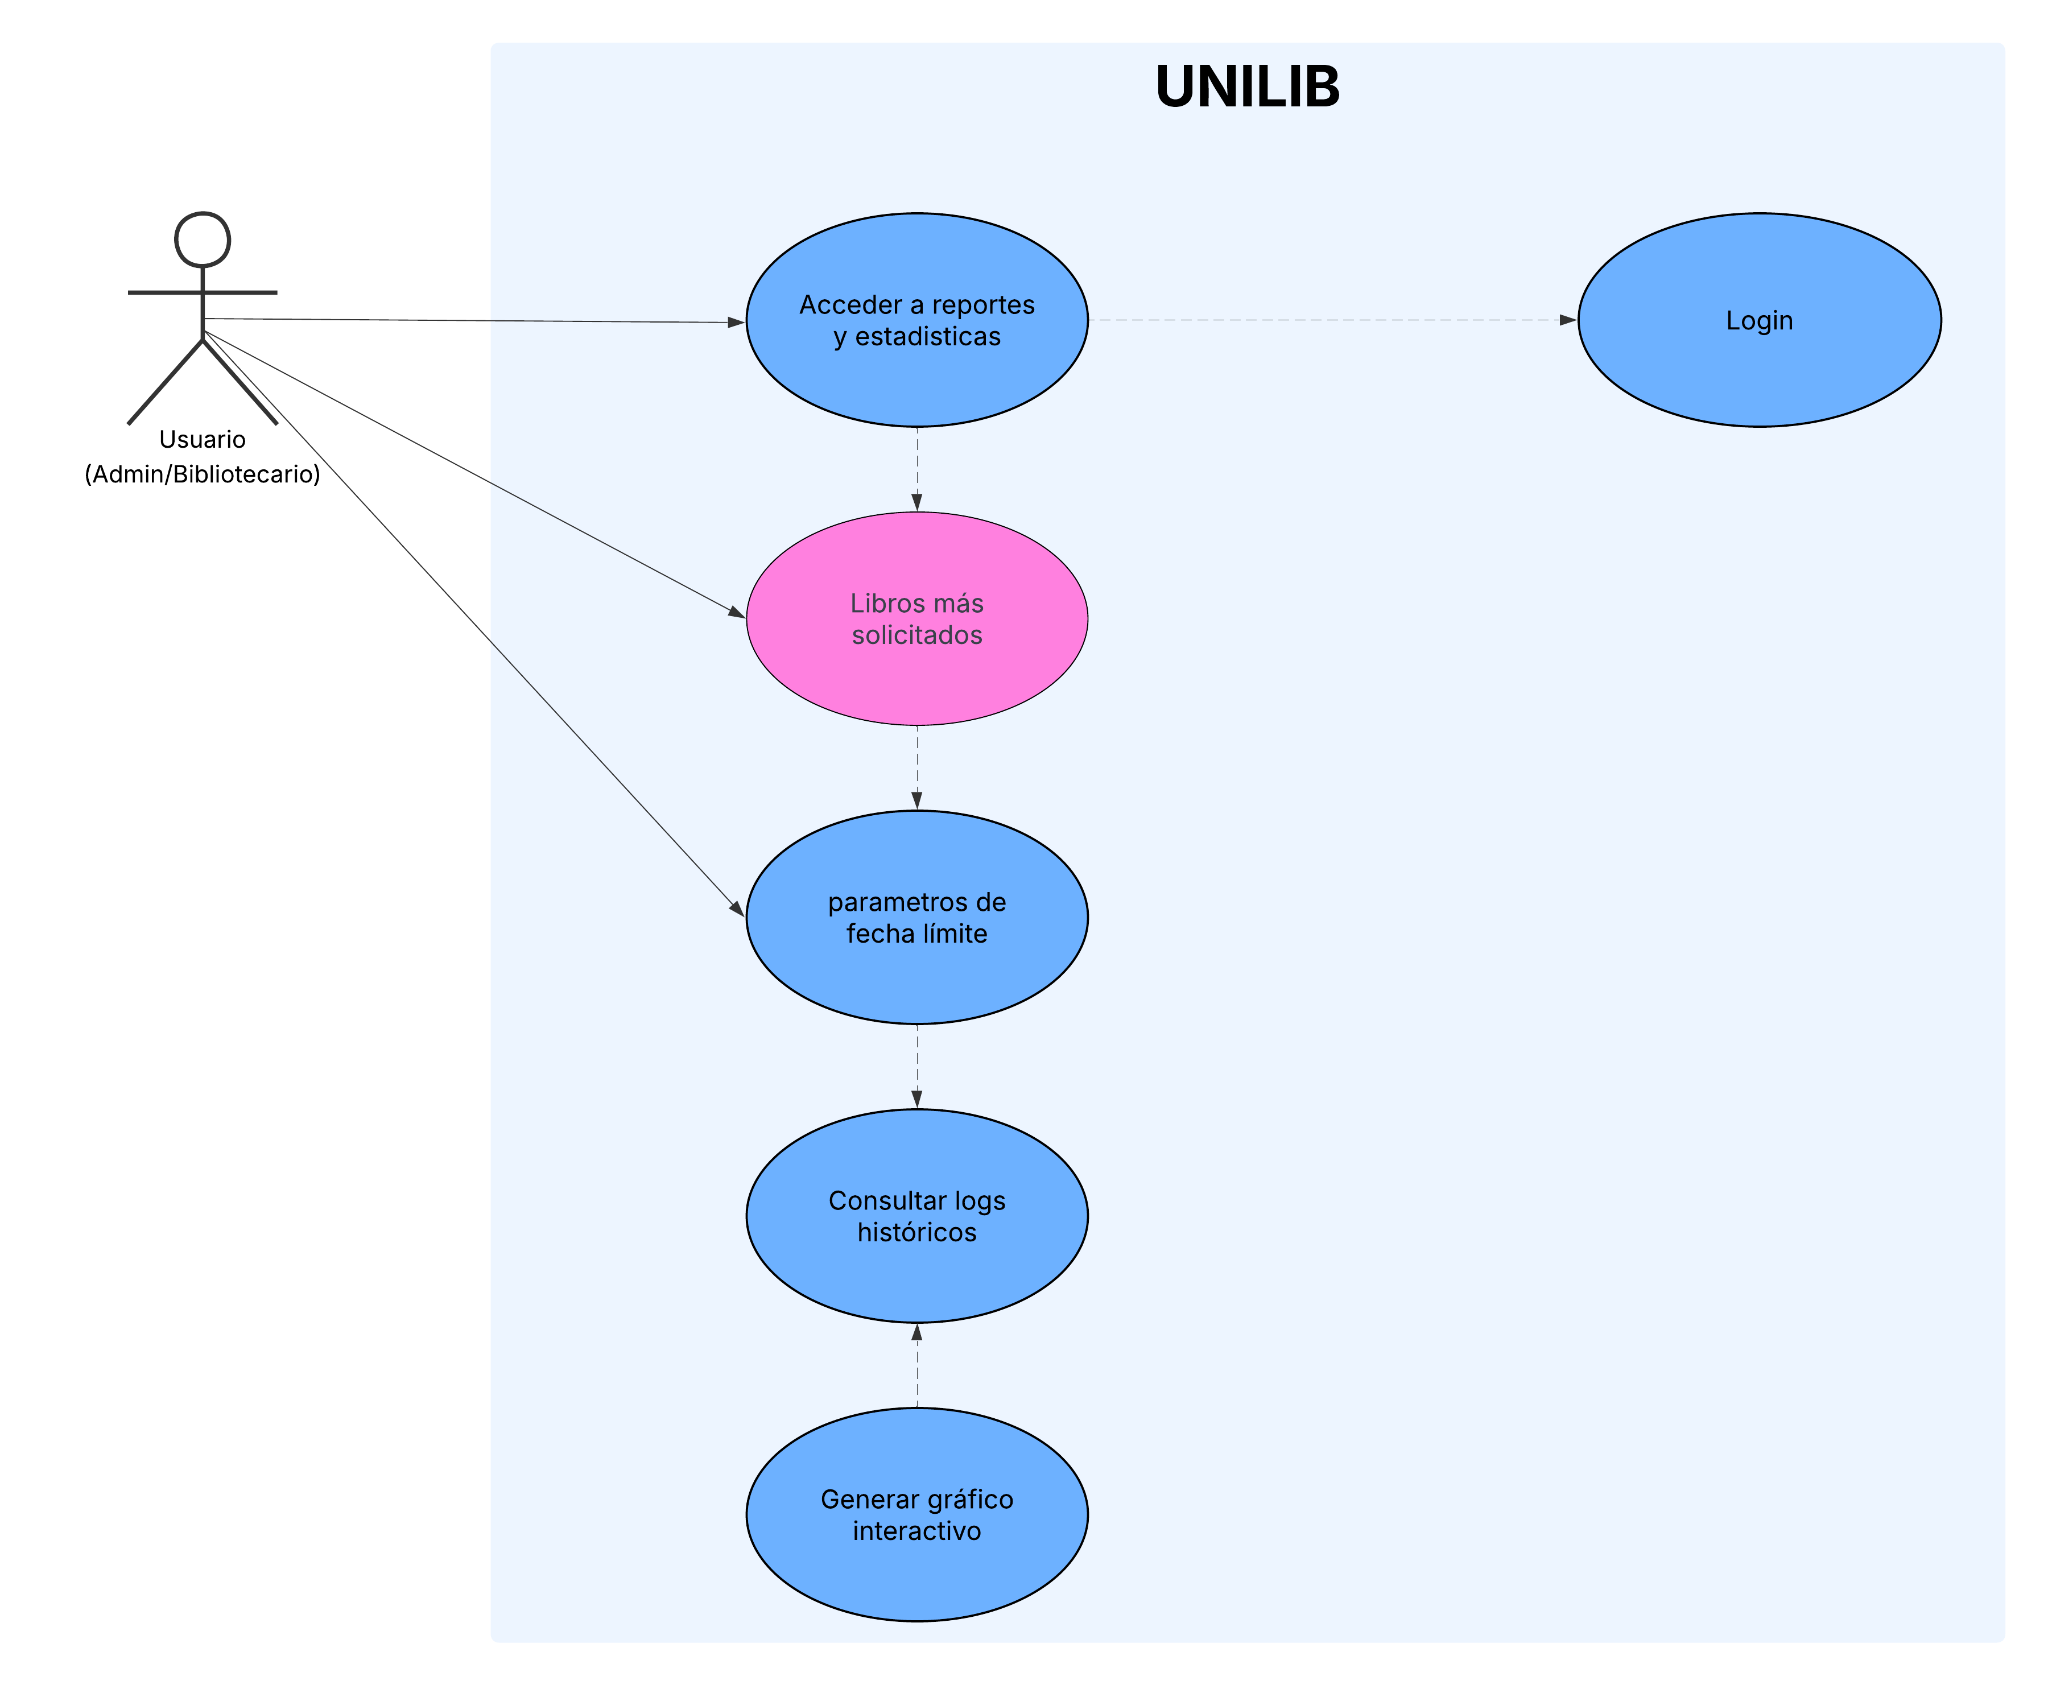 UNILIB
Usuario
(Admin/Bibliotecario)
Acceder a reportes
y estadisticas
Login
Libros más
solicitados
parametros de
fecha límite
Consultar logs
históricos
Generar gráfico
interactivo